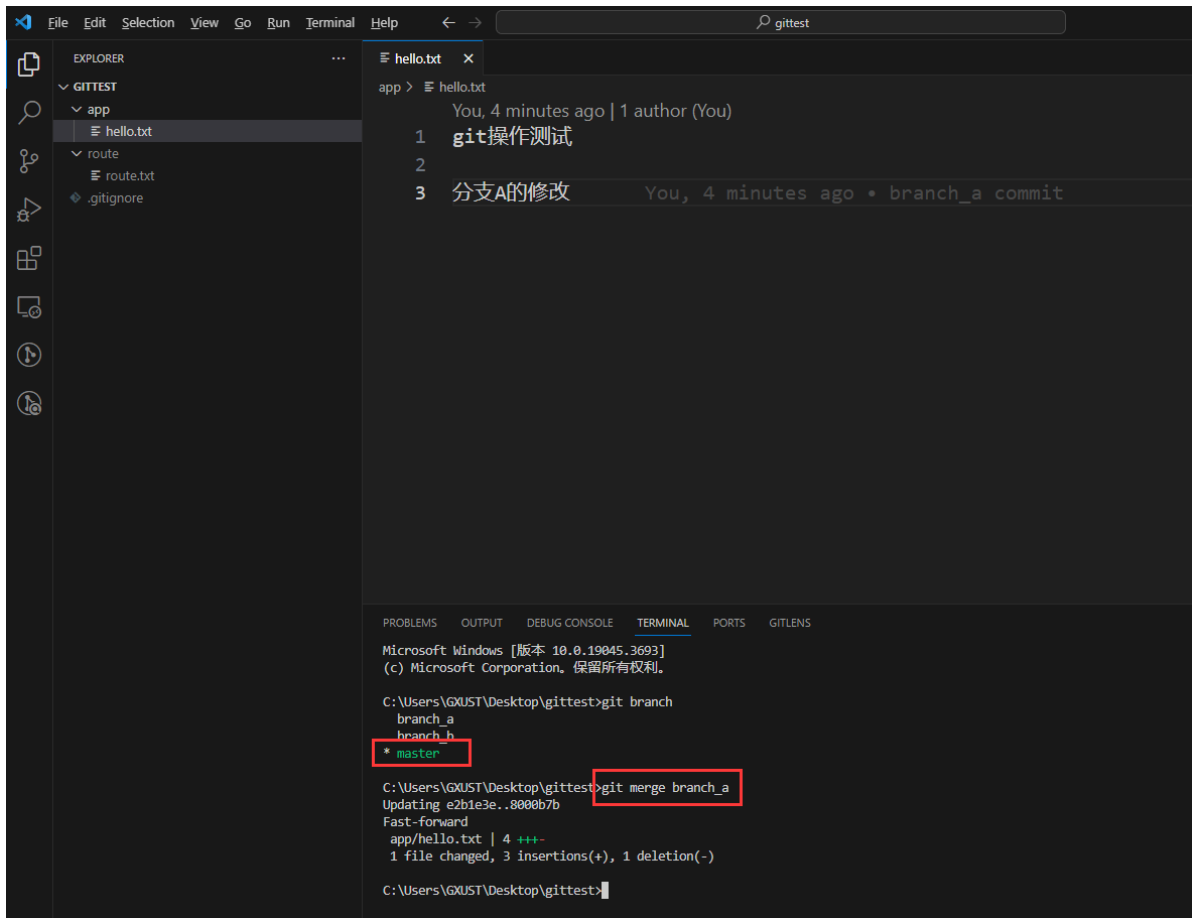 File Edit Selection View Go Run Terminal Help gittest
EXPLORER
GITTEST
app
hello.txt
route
route.txt
.gitignore
hello.txt
app > hello.txt
You, 4 minutes ago | 1 author (You)
1 git操作测试
2
3 分支A的修改 You, 4 minutes ago • branch_a commit
PROBLEMS OUTPUT DEBUG CONSOLE TERMINAL PORTS GITLENS
Microsoft Windows [版本 10.0.19045.3693]
(c) Microsoft Corporation。保留所有权利。
C:\Users\GXUST\Desktop\gittest>git branch
branch_a
branch_b
* master
C:\Users\GXUST\Desktop\gittest>git merge branch_a
Updating e2b1e3e..8000b7b
Fast-forward
app/hello.txt | 4 +++-
1 file changed, 3 insertions(+), 1 deletion(-)
C:\Users\GXUST\Desktop\gittest>